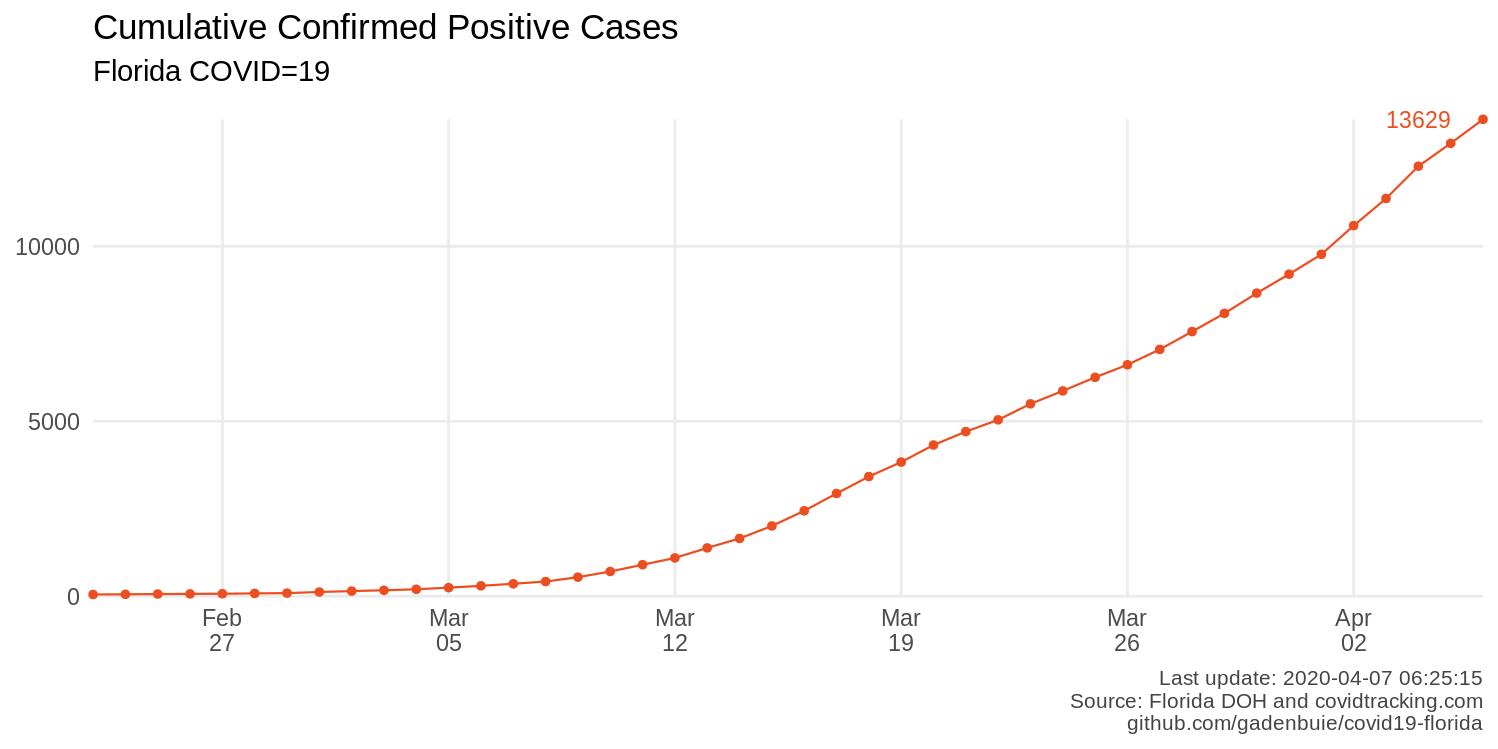 Cumulative Confirmed Positive Cases
Florida COVID=19
13629
10000
5000
0
Feb
27
Mar
05
Mar
12
Mar
19
Mar
26
Apr
02
Last update: 2020-04-07 06:25:15
Source: Florida DOH and covidtracking.com
github.com/gadenbuie/covid19-florida